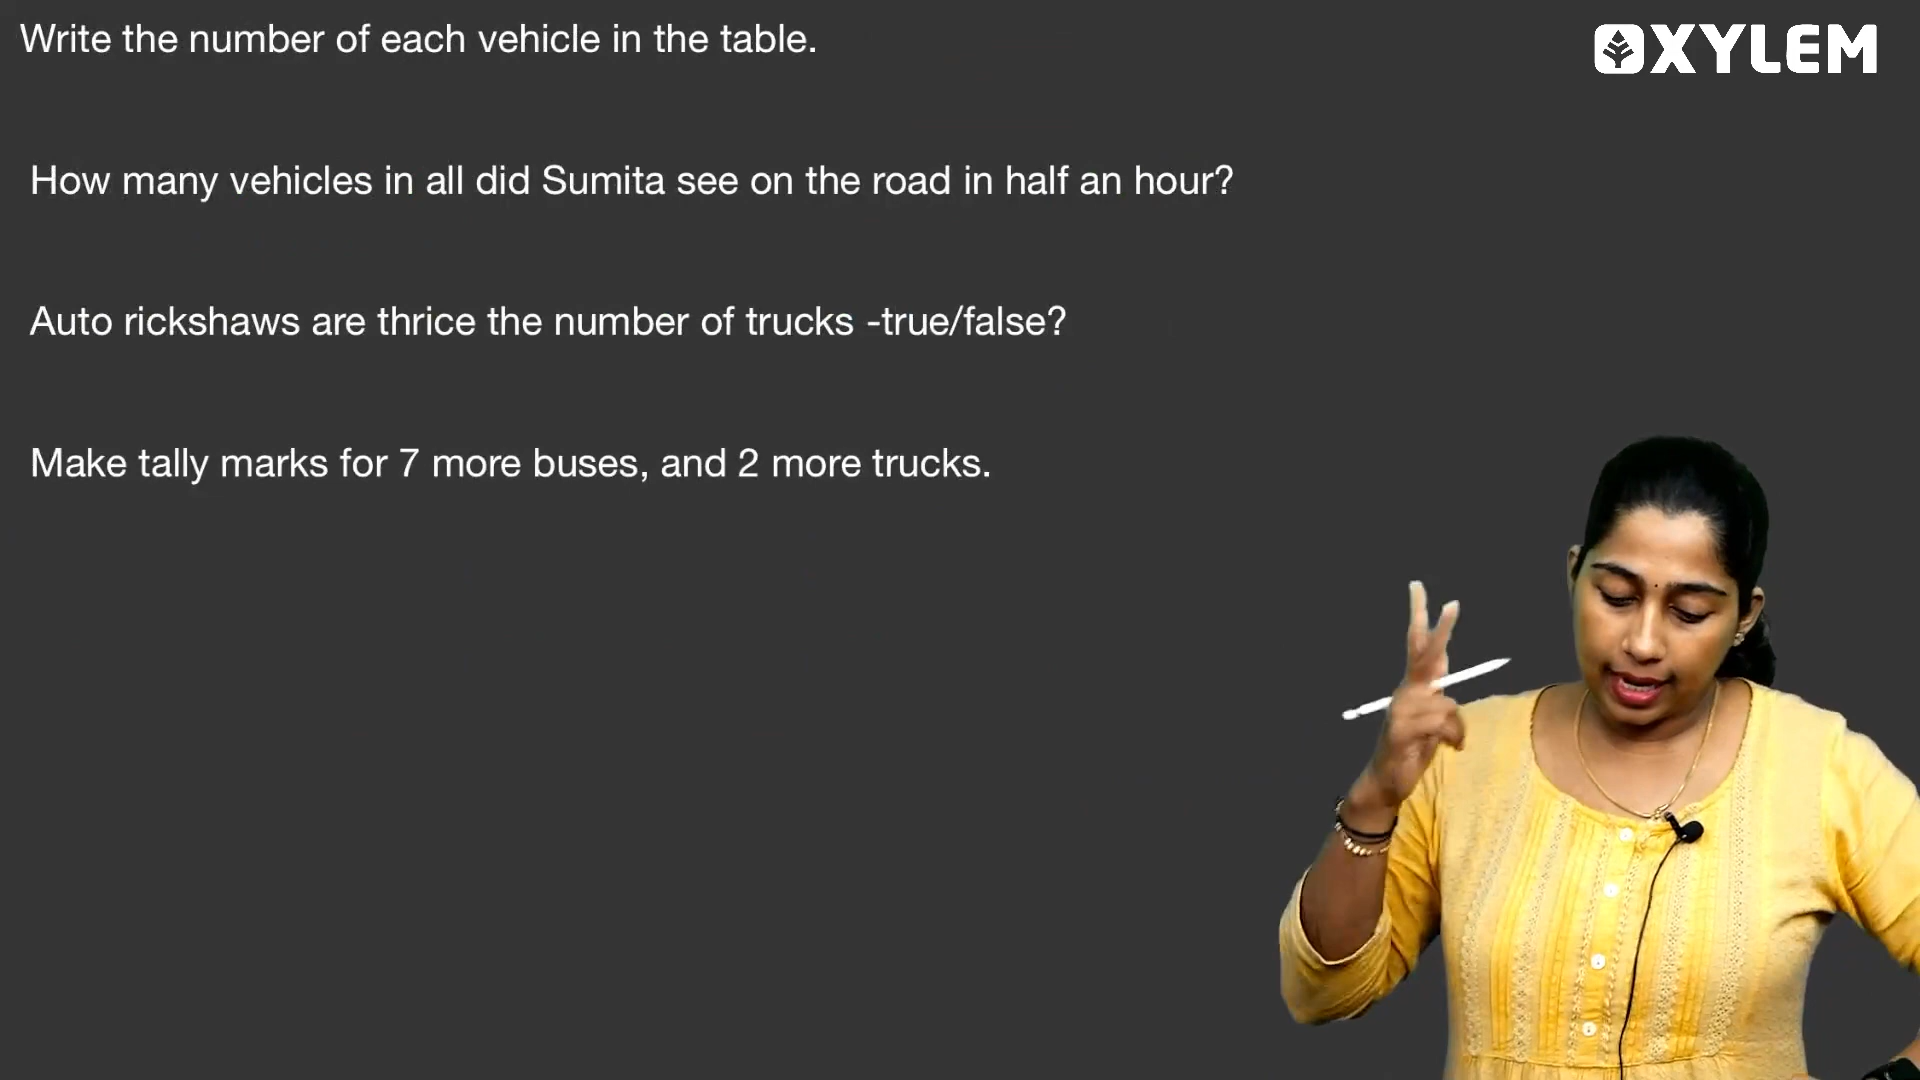 Write the number of each vehicle in the table.
XYLEM
How many vehicles in all did Sumita see on the road in half an hour?
Auto rickshaws are thrice the number of trucks -true/false?
Make tally marks for 7 more buses, and 2 more trucks.